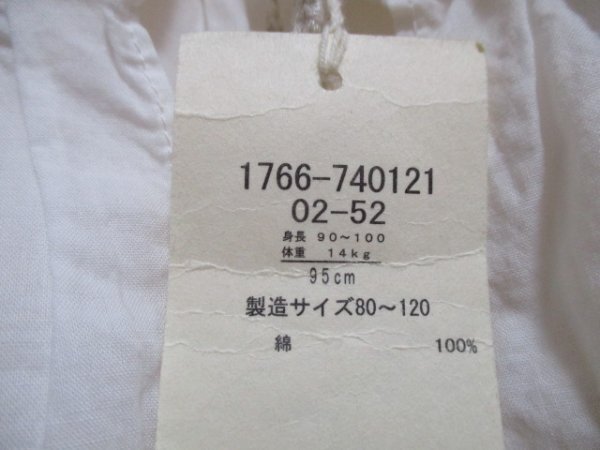 1766-740121
02-52
身長 90～100
体重 14kg
95cm
製造サイズ80～120
綿 100%